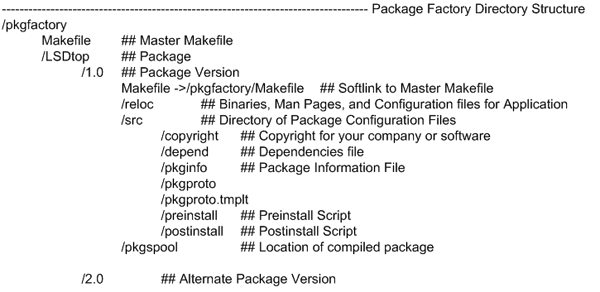 -------------------------------------------------------------------------------- Package Factory Directory Structure
/pkgfactory
Makefile ## Master Makefile
/LSDtop ## Package
/1.0 ## Package Version
Makefile ->/pkgfactory/Makefile ## Softlink to Master Makefile
/reloc ## Binaries, Man Pages, and Configuration files for Application
/src ## Directory of Package Configuration Files
/copyright ## Copyright for your company or software
/depend ## Dependencies file
/pkginfo ## Package Information File
/pkgproto
/pkgproto.tmplt
/preinstall ## Preinstall Script
/postinstall ## Postinstall Script
/pkgspool ## Location of compiled package
/2.0 ## Alternate Package Version